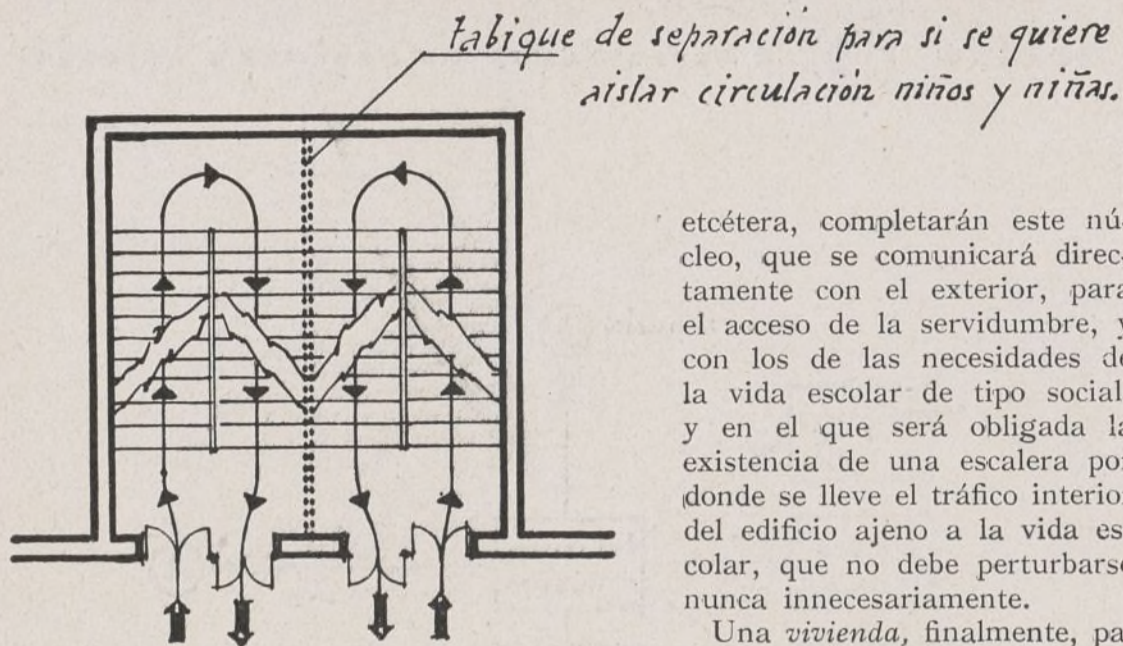 tabique de separación para si se quiere
aislar circulación niños y niñas.
etcétera, completarán este nú-
cleo, que se comunicará direc-
tamente con el exterior, para
el acceso de la servidumbre, y
con los de las necesidades de
la vida escolar de tipo social,
y en el que será obligada la
existencia de una escalera por
donde se lleve el tráfico interior
del edificio ajeno a la vida es-
colar, que no debe perturbarse
nunca innecesariamente.
Una vivienda, finalmente, pa-